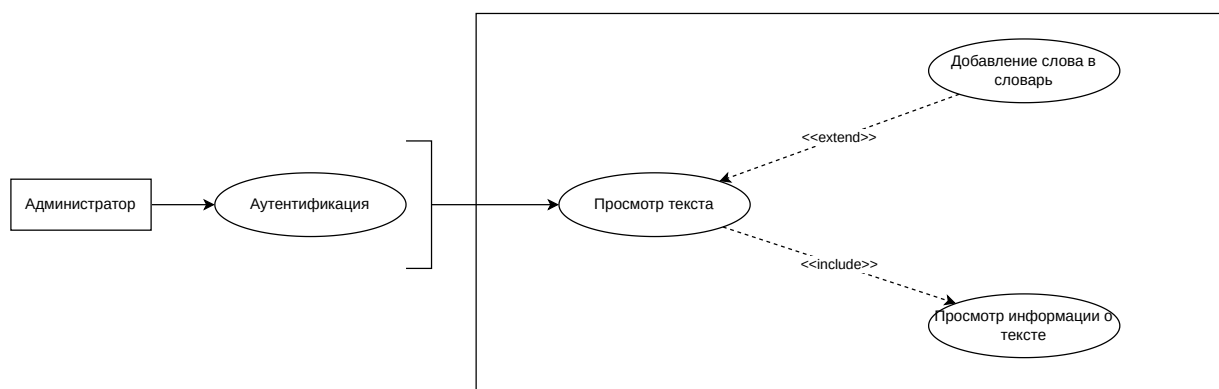 Добавление слова в
словарь
<<extend>>
Администратор
Аутентификация
Просмотр текста
<<include>>
Просмотр информации о
тексте